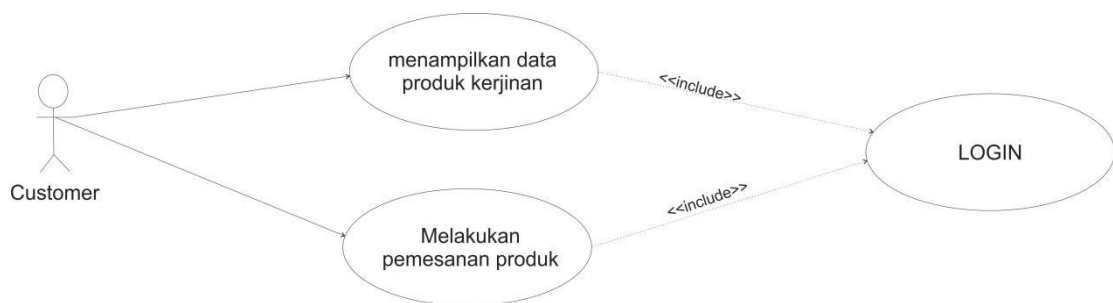 menampilkan data
produk kerjinan
<<include>>
LOGIN
Customer
<<include>>
Melakukan
pemesanan produk